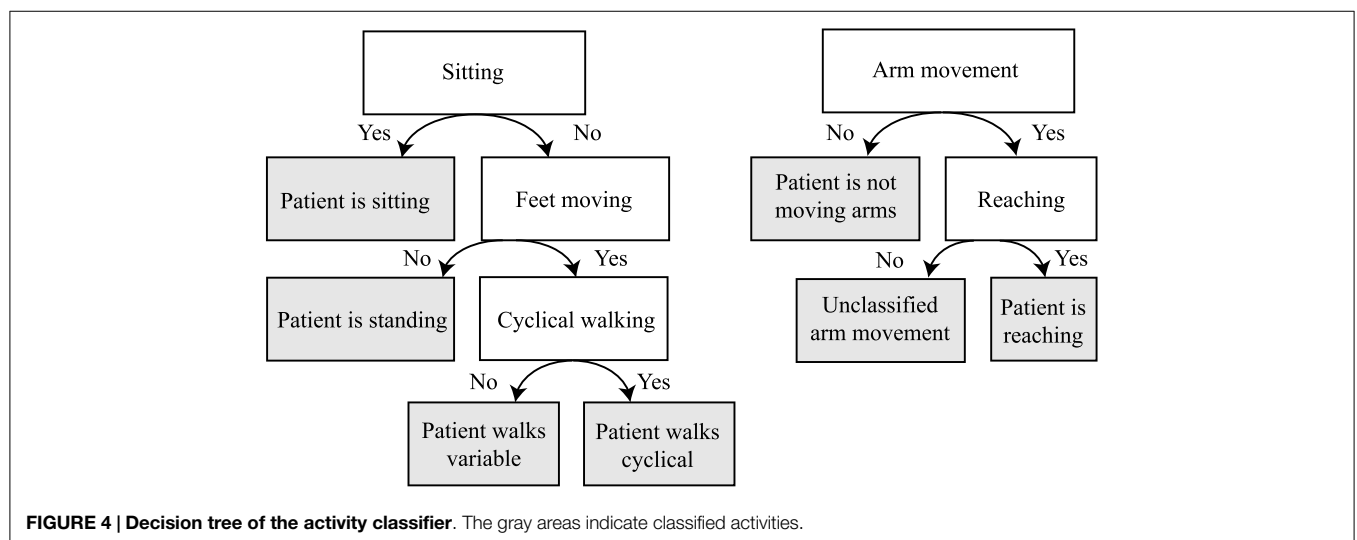 Sitting
Yes
No
Patient is sitting
Feet moving
No
Yes
Patient is standing
Cyclical walking
No
Yes
Patient walks
variable
Patient walks
cyclical
Arm movement
No
Yes
Patient is not
moving arms
Reaching
No
Yes
Unclassified
arm movement
Patient is
reaching
FIGURE 4 | Decision tree of the activity classifier. The gray areas indicate classified activities.